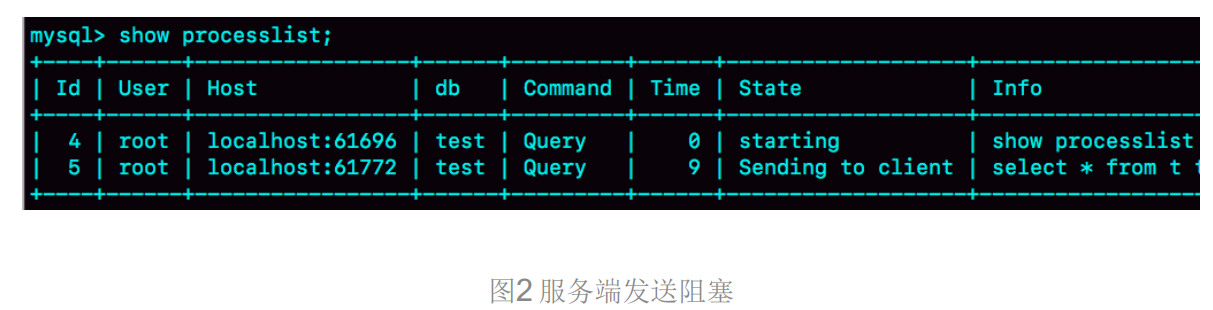 mysql> show processlist;
+----+------+-----------------+------+---------+------+-------------------+--------------------
| Id | User | Host            | db   | Command | Time | State             | Info
+----+------+-----------------+------+---------+------+-------------------+--------------------
|  4 | root | localhost:61696 | test | Query   |    0 | starting          | show processlist
|  5 | root | localhost:61772 | test | Query   |    9 | Sending to client | select * from t
+----+------+-----------------+------+---------+------+-------------------+--------------------
图2 服务端发送阻塞